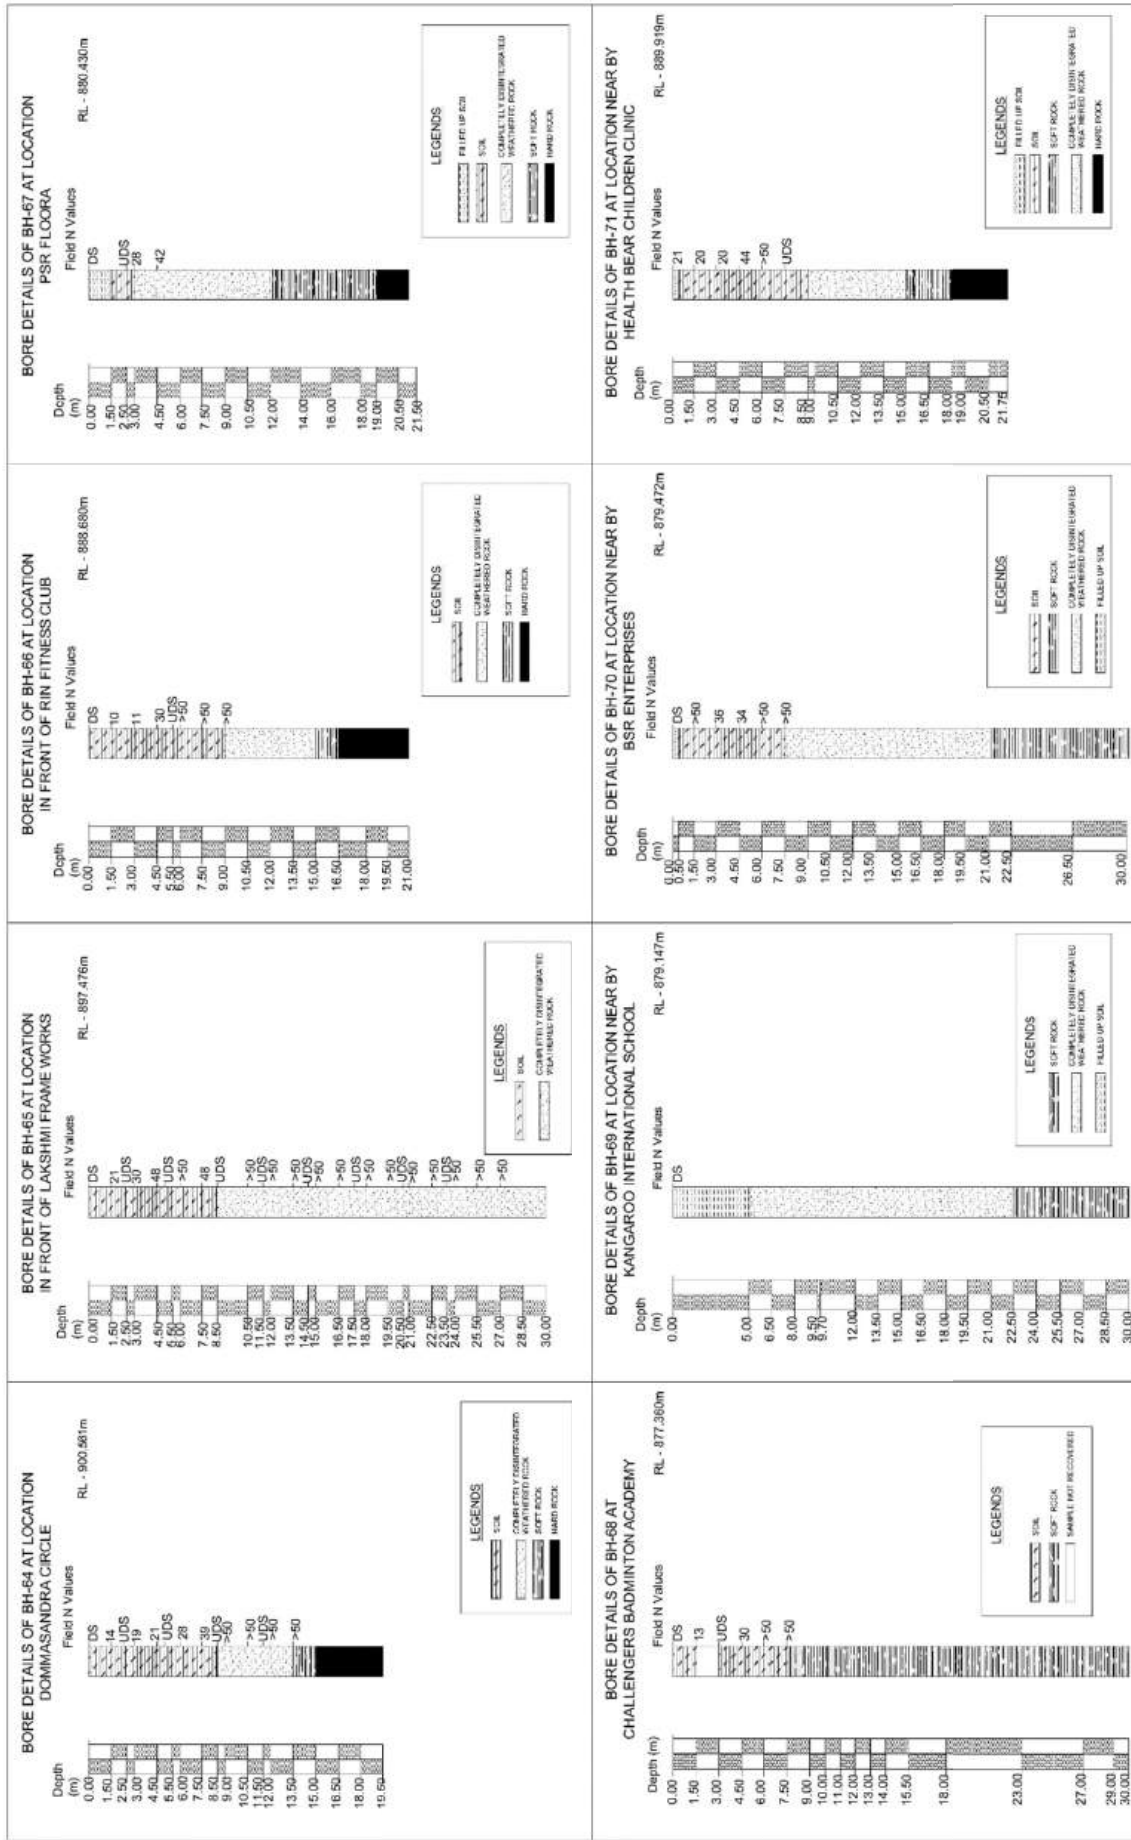 BORE DETAILS OF BH-64 AT LOCATION
DOMMASANDRA CIRCLE
Depth
(m)
Field N Values
RL - 900.561m
0.00
1.50
2.50
3.00
4.50
5.50
6.00
7.50
8.50
9.00
10.50
11.50
12.00
13.50
15.00
16.50
18.00
19.50
DS
14
UDS
19
21
UDS
28
39
UDS
>50
>50
UDS
>50
>50
LEGENDS
SOIL
COMPLETELY DISINTEGRATED
WEATHERED ROCK
SOFT ROCK
HARD ROCK
BORE DETAILS OF BH-65 AT LOCATION
IN FRONT OF LAKSHMI FRAME WORKS
Depth
(m)
Field N Values
RL - 897.476m
0.00
1.50
2.50
3.00
4.50
5.50
6.00
7.50
8.50
10.50
11.50
12.00
13.50
14.50
15.00
16.50
17.50
18.00
19.50
20.50
21.00
22.50
23.50
24.00
25.50
27.00
28.50
30.00
DS
21
UDS
30
48
UDS
>50
48
UDS
>50
UDS
>50
>50
UDS
>50
>50
UDS
>50
>50
UDS
>50
>50
UDS
>50
>50
>50
LEGENDS
SOIL
COMPLETELY DISINTEGRATED
WEATHERED ROCK
BORE DETAILS OF BH-66 AT LOCATION
IN FRONT OF RIN FITNESS CLUB
Depth
(m)
Field N Values
RL - 888.680m
0.00
1.50
3.00
4.50
5.50
6.00
7.50
9.00
10.50
12.00
13.50
15.00
16.50
18.00
19.50
21.00
DS
10
11
30
UDS
>50
>50
>50
LEGENDS
SOIL
COMPLETELY DISINTEGRATED
WEATHERED ROCK
SOFT ROCK
HARD ROCK
BORE DETAILS OF BH-67 AT LOCATION
PSR FLOORA
Depth
(m)
Field N Values
RL - 880.430m
0.00
1.50
2.50
3.00
4.50
6.00
7.50
9.00
10.50
12.00
14.00
15.00
16.50
18.00
19.00
20.50
21.50
DS
UDS
28
42
LEGENDS
FILLED UP SOIL
SOIL
COMPLETELY DISINTEGRATED
WEATHERED ROCK
SOFT ROCK
HARD ROCK
BORE DETAILS OF BH-68 AT
CHALLENGERS BADMINTON ACADEMY
Depth (m)
Field N Values
RL - 877.360m
0.00
1.50
3.00
4.50
6.00
7.50
9.00
10.00
11.00
12.00
13.00
14.00
15.50
18.00
23.00
27.00
29.00
30.00
DS
13
UDS
30
>50
>50
LEGENDS
SOIL
SOFT ROCK
SAMPLE NOT RECOVERED
BORE DETAILS OF BH-69 AT LOCATION NEAR BY
KANGAROO INTERNATIONAL SCHOOL
Depth
(m)
Field N Values
RL - 879.147m
0.00
5.00
6.50
8.00
9.50
9.70
12.00
13.50
15.00
16.50
18.00
19.50
21.00
22.50
24.00
25.50
27.00
28.50
30.00
DS
LEGENDS
SOFT ROCK
COMPLETELY DISINTEGRATED
WEATHERED ROCK
FILLED UP SOIL
BORE DETAILS OF BH-70 AT LOCATION NEAR BY
BSR ENTERPRISES
Depth
(m)
Field N Values
RL - 879.472m
0.00
0.50
1.50
3.00
4.50
6.00
7.50
9.00
10.50
12.00
13.50
15.00
16.50
18.00
19.50
21.00
22.50
26.50
30.00
DS
>50
36
34
>50
>50
LEGENDS
SOIL
SOFT ROCK
COMPLETELY DISINTEGRATED
WEATHERED ROCK
FILLED UP SOIL
BORE DETAILS OF BH-71 AT LOCATION NEAR BY
HEALTH BEAR CHILDREN CLINIC
Depth
(m)
Field N Values
RL - 889.919m
0.00
1.50
3.00
4.50
6.00
7.50
8.50
9.00
10.50
12.00
13.50
15.00
16.50
18.00
19.00
20.50
21.75
21
20
20
44
>50
UDS
LEGENDS
FILLED UP SOIL
SOIL
SOFT ROCK
COMPLETELY DISINTEGRATED
WEATHERED ROCK
HARD ROCK